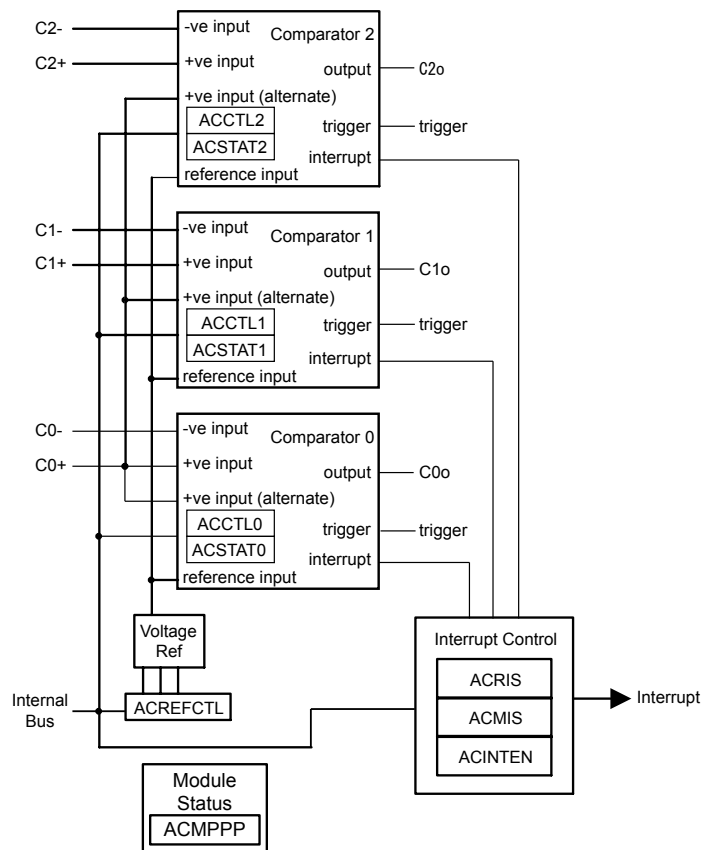 C2-
-ve input
Comparator 2
C2+
+ve input
output
C2o
+ve input (alternate)
ACCTL2
trigger
trigger
ACSTAT2
interrupt
reference input
C1-
-ve input
Comparator 1
C1+
+ve input
output
C1o
+ve input (alternate)
ACCTL1
trigger
trigger
ACSTAT1
interrupt
reference input
C0-
-ve input
Comparator 0
C0+
+ve input
output
C0o
+ve input (alternate)
ACCTL0
trigger
trigger
ACSTAT0
interrupt
reference input
Voltage
Ref
Interrupt Control
ACRIS
Internal
Bus
ACREFCTL
ACMIS
Interrupt
ACINTEN
Module
Status
ACMPPP